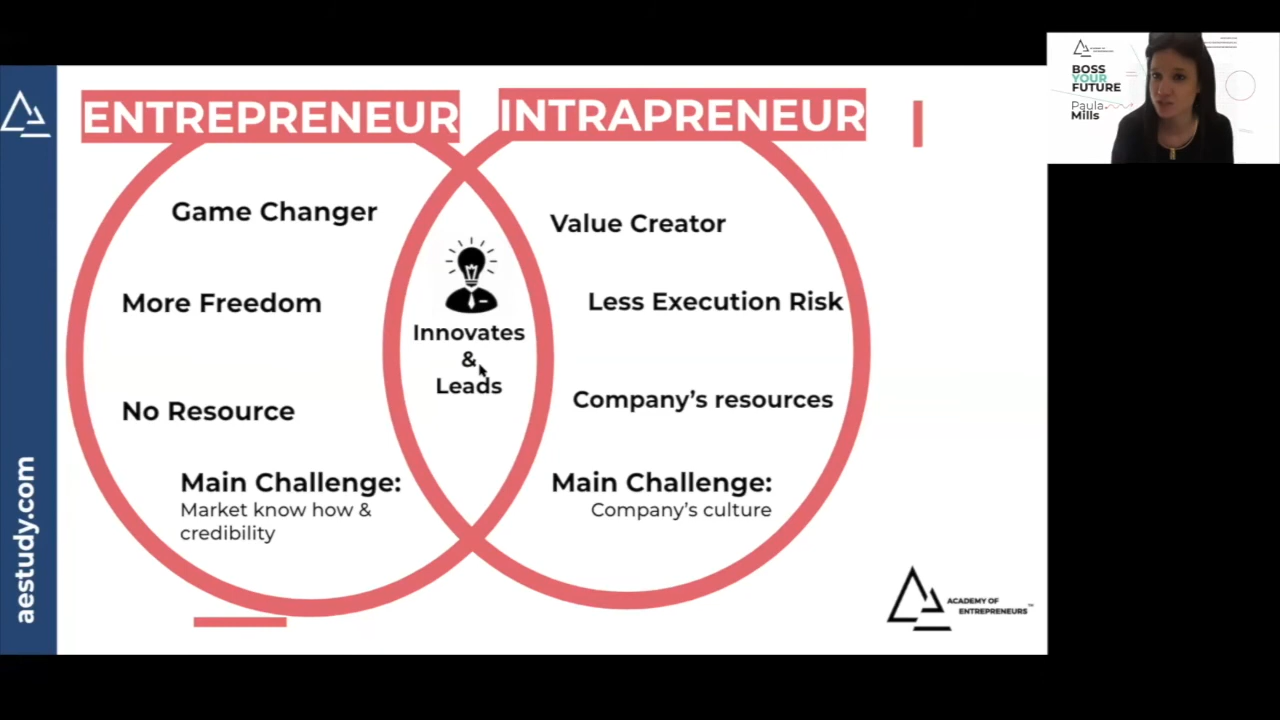 ENTREPRENEUR
INTRAPRENEUR
Game Changer
More Freedom
No Resource
Main Challenge:
Market know how &
credibility
Innovates
&
Leads
Value Creator
Less Execution Risk
Company's resources
Main Challenge:
Company's culture
aestudy.com
ACADEMY OF
ENTREPRENEURS™
BOSS
YOUR
FUTURE
Paula
Mills